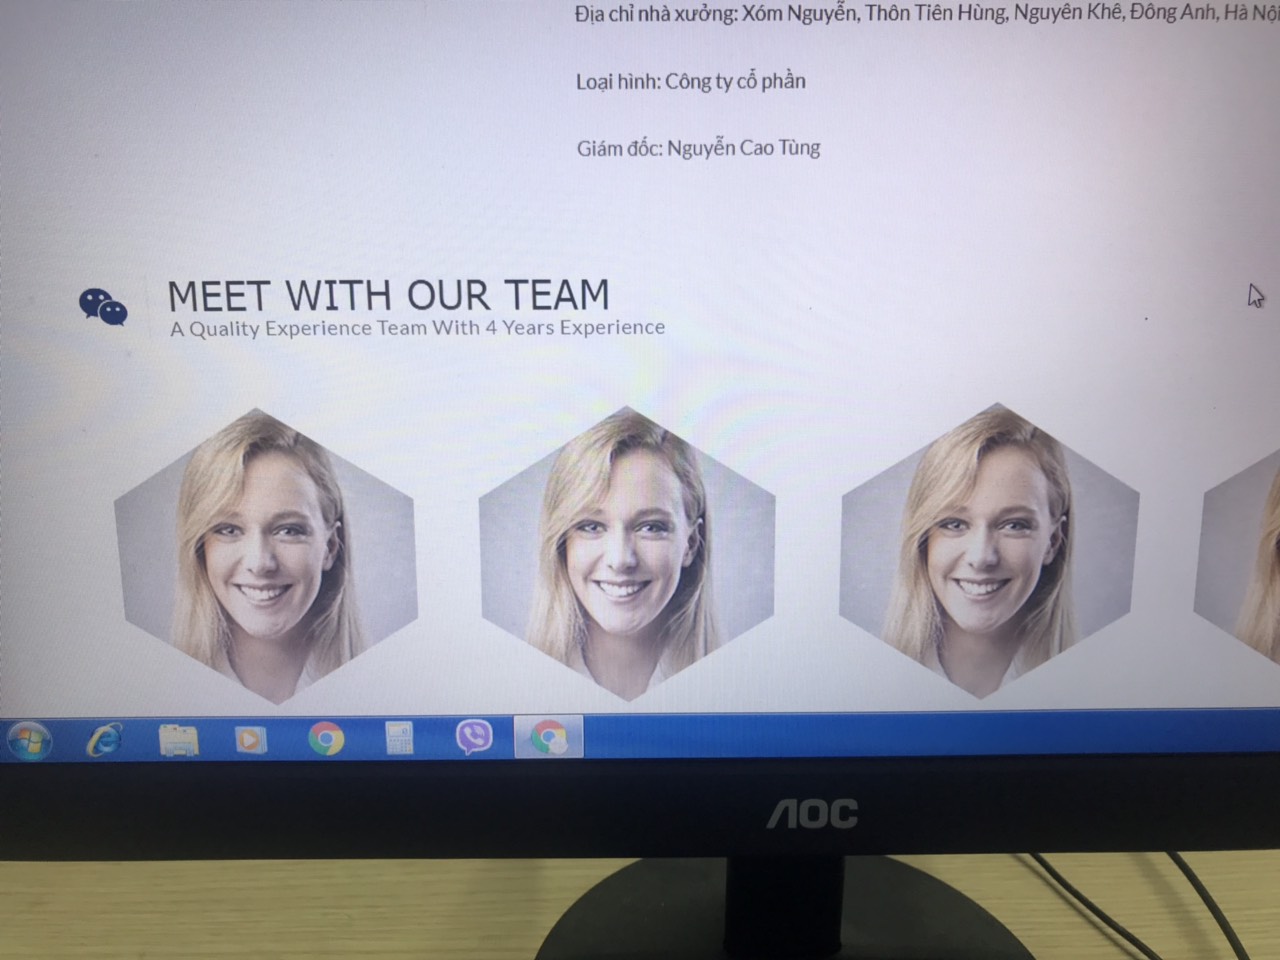 Địa chỉ nhà xưởng: Xóm Nguyễn, Thôn Tiên Hùng, Nguyên Khê, Đông Anh, Hà Nội
Loại hình: Công ty cổ phần
Giám đốc: Nguyễn Cao Tùng
MEET WITH OUR TEAM
A Quality Experience Team With 4 Years Experience
AOC